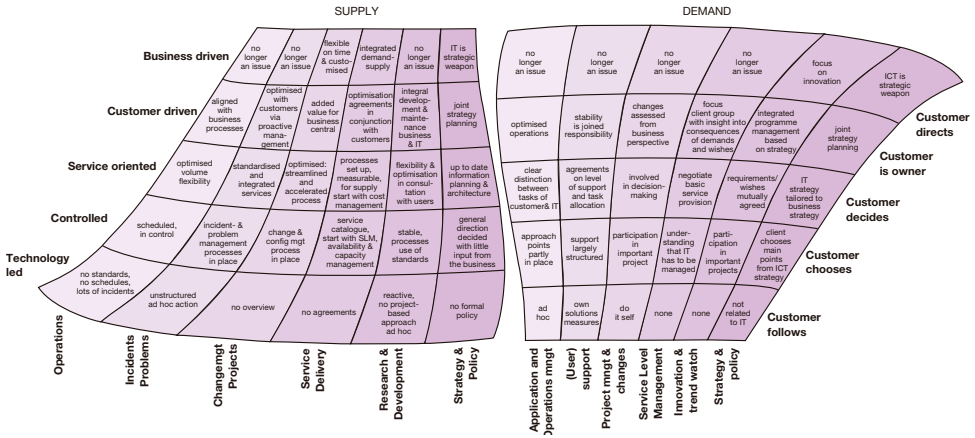 SUPPLY
Business driven
no
longer
an issue
no
longer
an issue
flexible
on time
& custo-
mised
integrated
demand-
supply
no
longer
an issue
IT is
strategic
weapon
Customer driven
aligned
with
business
processes
optimised
with
customers
via
proactive
mana-
gement
added
value for
business
central
optimisation
agreements
in
conjunction
with
customers
integral
develop-
ment &
mainte-
nance
business
& IT
joint
strategy
planning
Service oriented
optimised
volume
flexibility
standardised
and
integrated
services
optimised:
streamlined
and
accelerated
process
processes
set up,
measurable,
for supply
start with cost
management
flexibility &
optimisation
in consul-
tation
with users
up to date
information
planning &
architecture
Controlled
scheduled,
in control
incident- &
problem
management
processes
in place
change &
config mgt
process
in place
service
catalogue,
start with SLM,
availability &
capacity
management
stable,
processes
use of
standards
general
direction
decided
with little
input from
the business
Technology
led
no standards,
no schedules,
lots of incidents
unstructured
ad hoc action
no overview
no agreements
reactive,
no project-
based
approach
ad hoc
no formal
policy
Operations
Incidents
Problems
Changemgt
Projects
Service
Delivery
Research &
Development
Strategy &
Policy
DEMAND
no
longer
an issue
no
longer
an issue
no
longer
an issue
no
longer
an issue
focus
on
innovation
ICT is
strategic
weapon
Customer
directs
optimised
operations
stability
is joined
responsibility
changes
assessed
from
business
perspective
focus
client group
with insight into
consequences
of demands
and wishes
integrated
programme
management
based on
strategy
joint
strategy
planning
Customer
is owner
clear
distinction
between
tasks of
customer& IT
agreements
on level
of support
and task
allocation
involved
in decision-
making
negotiate
basic
service
provision
requirements/
wishes
mutually
agreed
IT
strategy
tailored to
business
strategy
Customer
decides
approach
points
partly
in place
support
largely
structured
participation
in
important
project
under-
standing
that IT
has to be
managed
parti-
cipation
in
important
projects
client
chooses
main
points
from ICT
strategy
Customer
chooses
ad
hoc
own
solutions
measures
do
it self
none
none
not
related
to IT
Customer
follows
Application and
Operations mngt
(User)
support
Project mngt &
changes
Service Level
Management
Innovation &
trend watch
Strategy &
policy